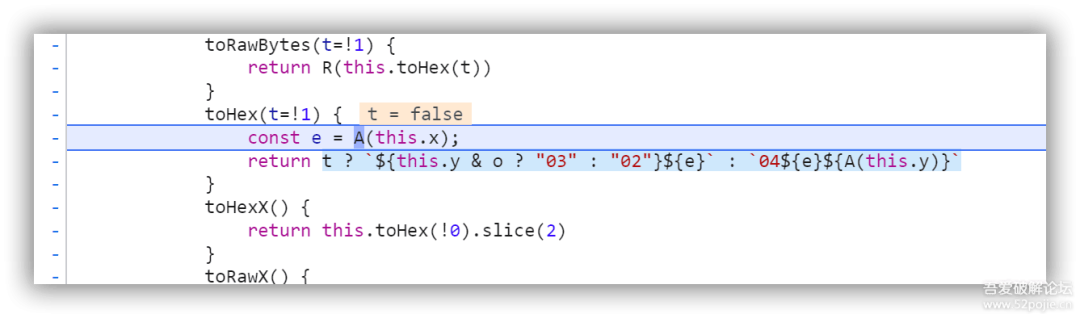 toRawBytes(t=!1) {
return R(this.toHex(t))
}
toHex(t=!1) { t = false
const e = A(this.x);
return t ? `${this.y & o ? "03" : "02"}${e}` : `04${e}${A(this.y)}`
}
toHexX() {
return this.toHex(!0).slice(2)
}
toRawX() {
吾爱破解论坛
www.52pojie.cn